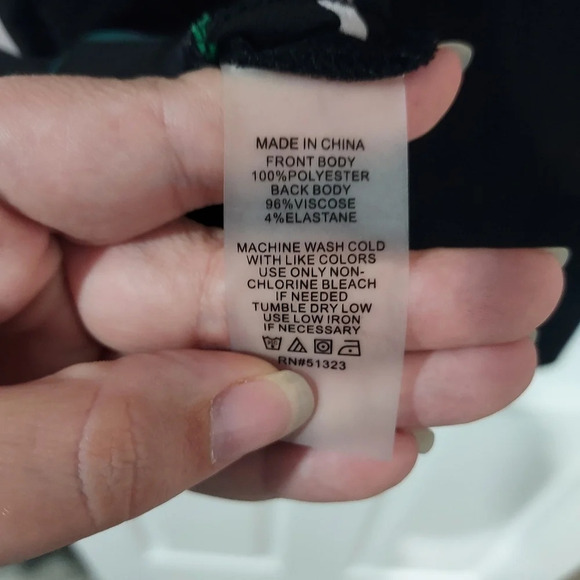 MADE IN CHINA
FRONT BODY
100%POLYESTER
BACK BODY
96%VISCOSE
4%ELASTANE
MACHINE WASH COLD
WITH LIKE COLORS
USE ONLY NON-
CHLORINE BLEACH
IF NEEDED
TUMBLE DRY LOW
USE LOW IRON
IF NECESSARY
RN#51323